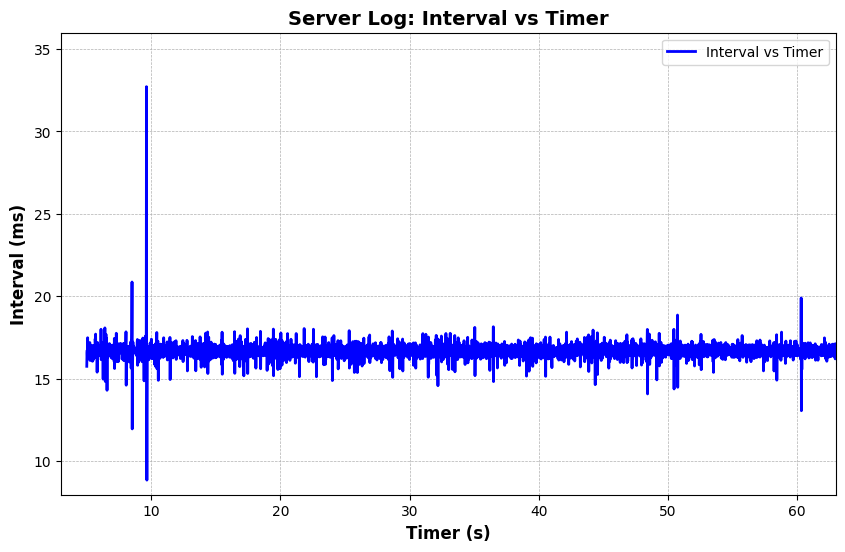 Server Log: Interval vs Timer
Interval vs Timer
35
30
25
20
15
10
Interval (ms)
10 20 30 40 50 60
Timer (s)